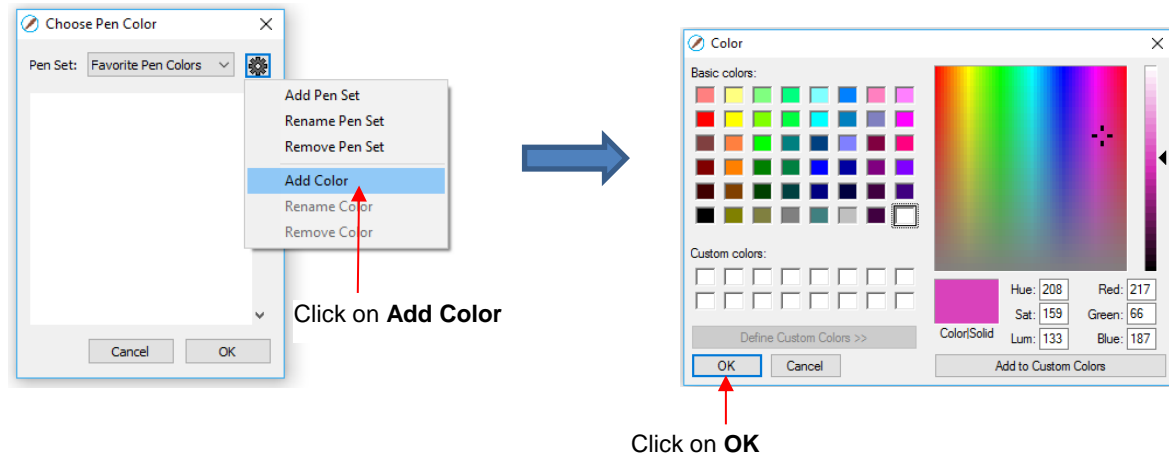 Choose Pen Color
Pen Set: Favorite Pen Colors
Add Pen Set
Rename Pen Set
Remove Pen Set
Add Color
Rename Color
Remove Color
Click on Add Color
Cancel OK
Color
Basic colors:
Custom colors:
Define Custom Colors >>
OK Cancel
Color|Solid
Hue: 208 Red: 217
Sat: 159 Green: 66
Lum: 133 Blue: 187
Add to Custom Colors
Click on OK